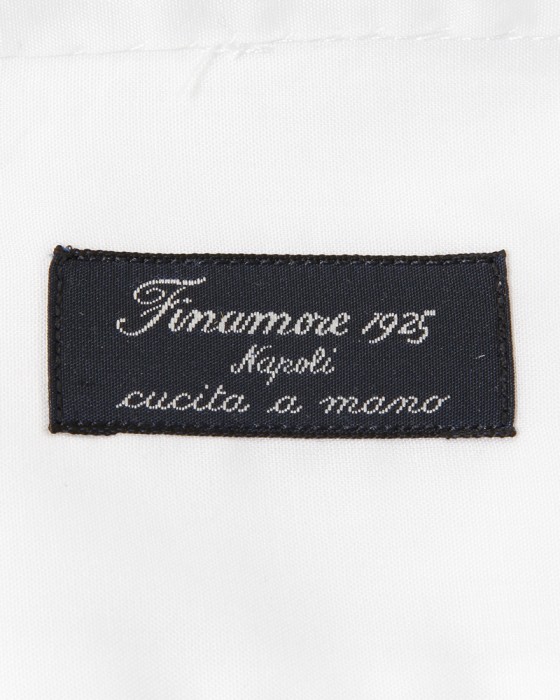 Finamore 1925
Napoli
cucita a mano